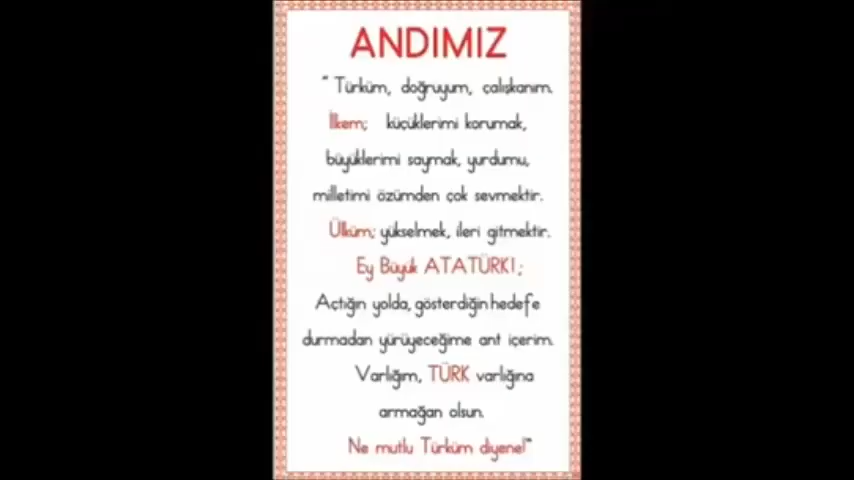 ANDIMIZ
" Türküm, doğruyum, çalışkanım.
İlkem; küçüklerimi korumak,
büyüklerimi saymak, yurdumu,
milletimi özümden çok sevmektir.
Ülküm; yükselmek, ileri gitmektir.
Ey Büyük ATATÜRK!;
Açtığın yolda, gösterdiğin hedefe
durmadan yürüyeceğime ant içerim.
Varlığım, TÜRK varlığına
armağan olsun.
Ne mutlu Türküm diyene!"